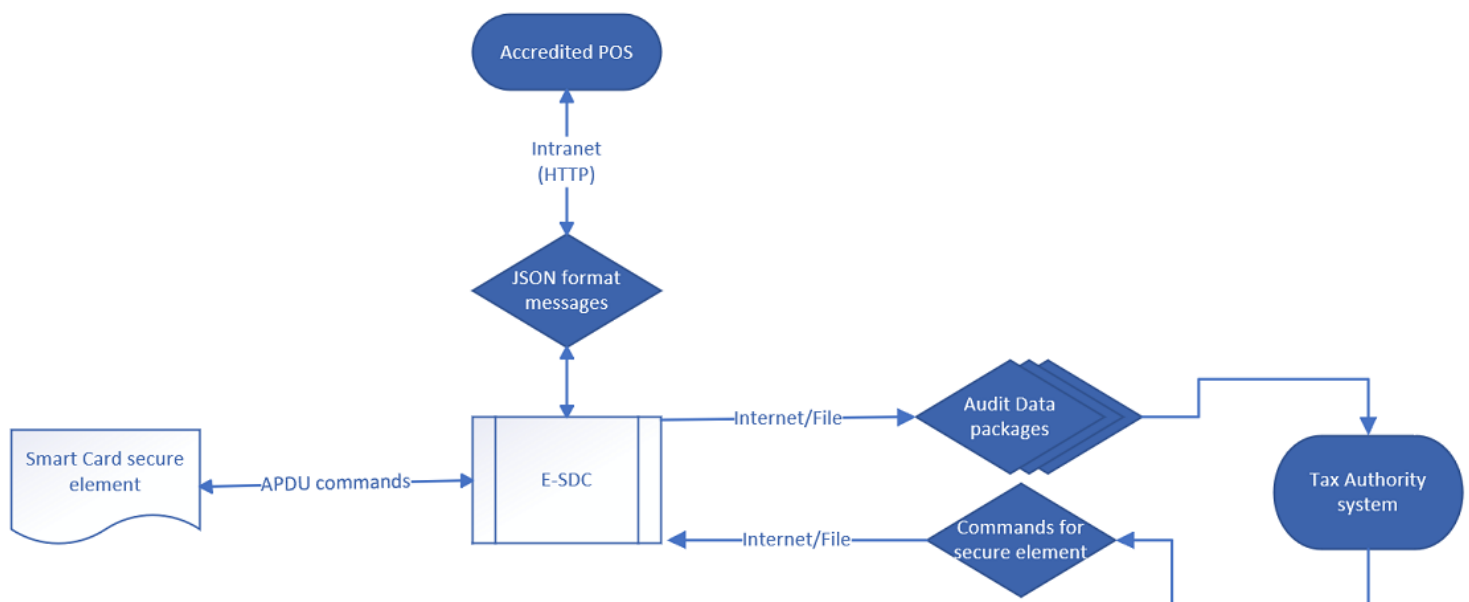 Accredited POS
Intranet
(HTTP)
JSON format
messages
Internet/File
Audit Data
packages
Smart Card secure
element
APDU commands
E-SDC
Tax Authority
system
Internet/File
Commands for
secure element